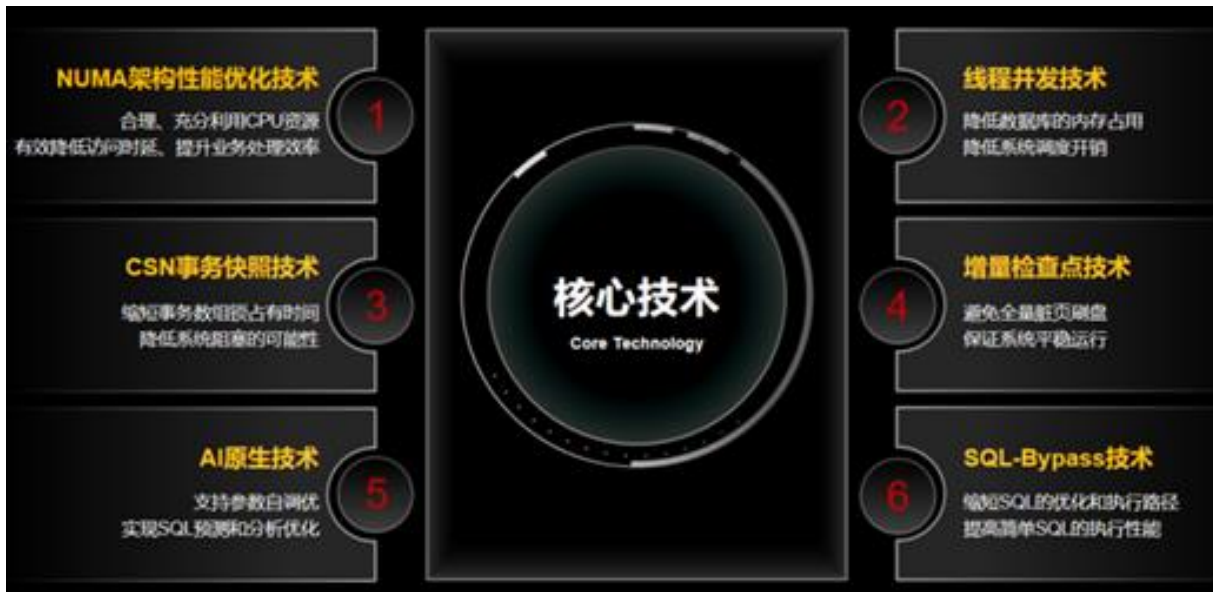 NUMA架构性能优化技术
合理、充分利用CPU资源
有效降低访问时延、提升业务处理效率
1
2
线程并发技术
降低数据库的内存占用
降低系统调度开销
CSN事务快照技术
缩短事务数组锁占有时间
降低系统阻塞的可能性
3
核心技术
Core Technology
4
增量检查点技术
避免全量脏页刷盘
保证系统平稳运行
AI原生技术
支持参数自调优
实现SQL预测和分析优化
5
6
SQL-Bypass技术
缩短SQL的优化和执行路径
提高简单SQL的执行性能